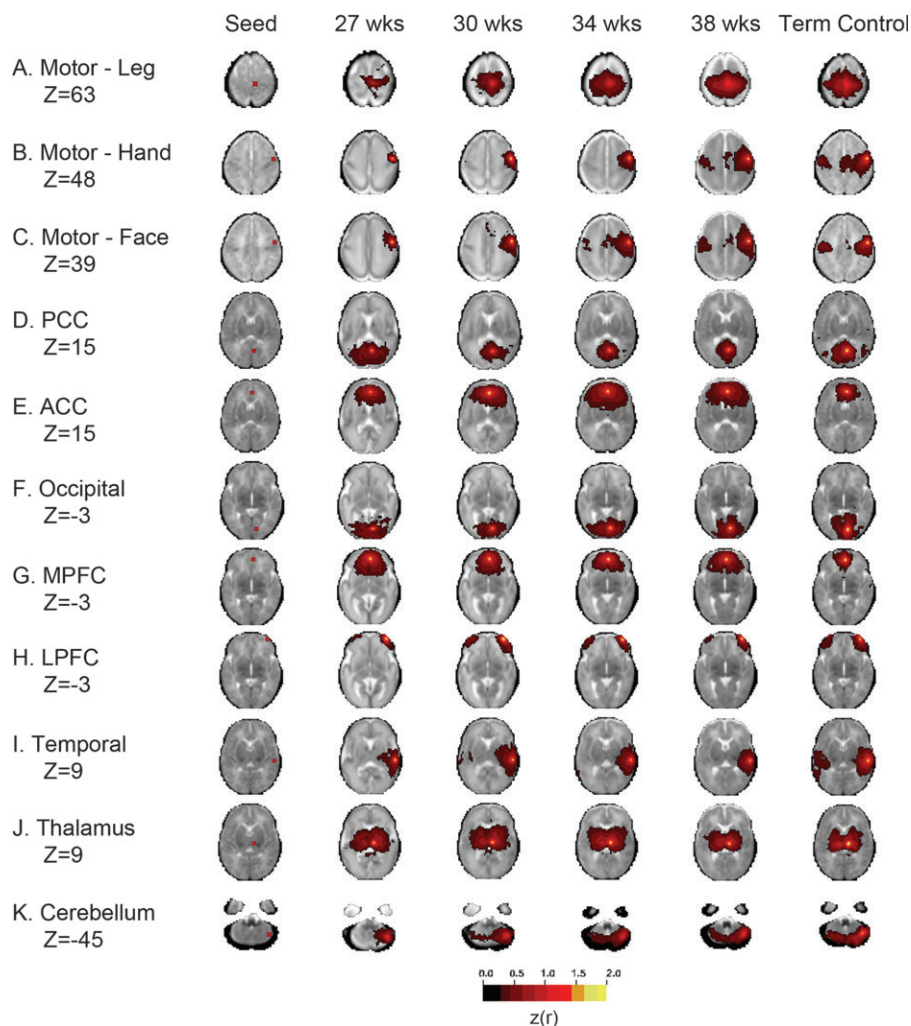 Seed 27 wks 30 wks 34 wks 38 wks Term Control
A. Motor - Leg
Z=63
B. Motor - Hand
Z=48
C. Motor - Face
Z=39
D. PCC
Z=15
E. ACC
Z=15
F. Occipital
Z=-3
G. MPFC
Z=-3
H. LPFC
Z=-3
I. Temporal
Z=9
J. Thalamus
Z=9
K. Cerebellum
Z=-45
0.0 0.5 1.0 1.5 2.0
z(r)